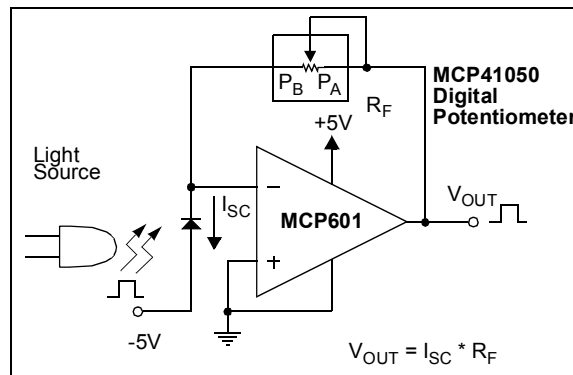 P_B P_A
R_F
MCP41050
Digital
Potentiometer
+5V
Light
Source
I_SC
−
MCP601
+
V_OUT
-5V
V_OUT = I_SC * R_F